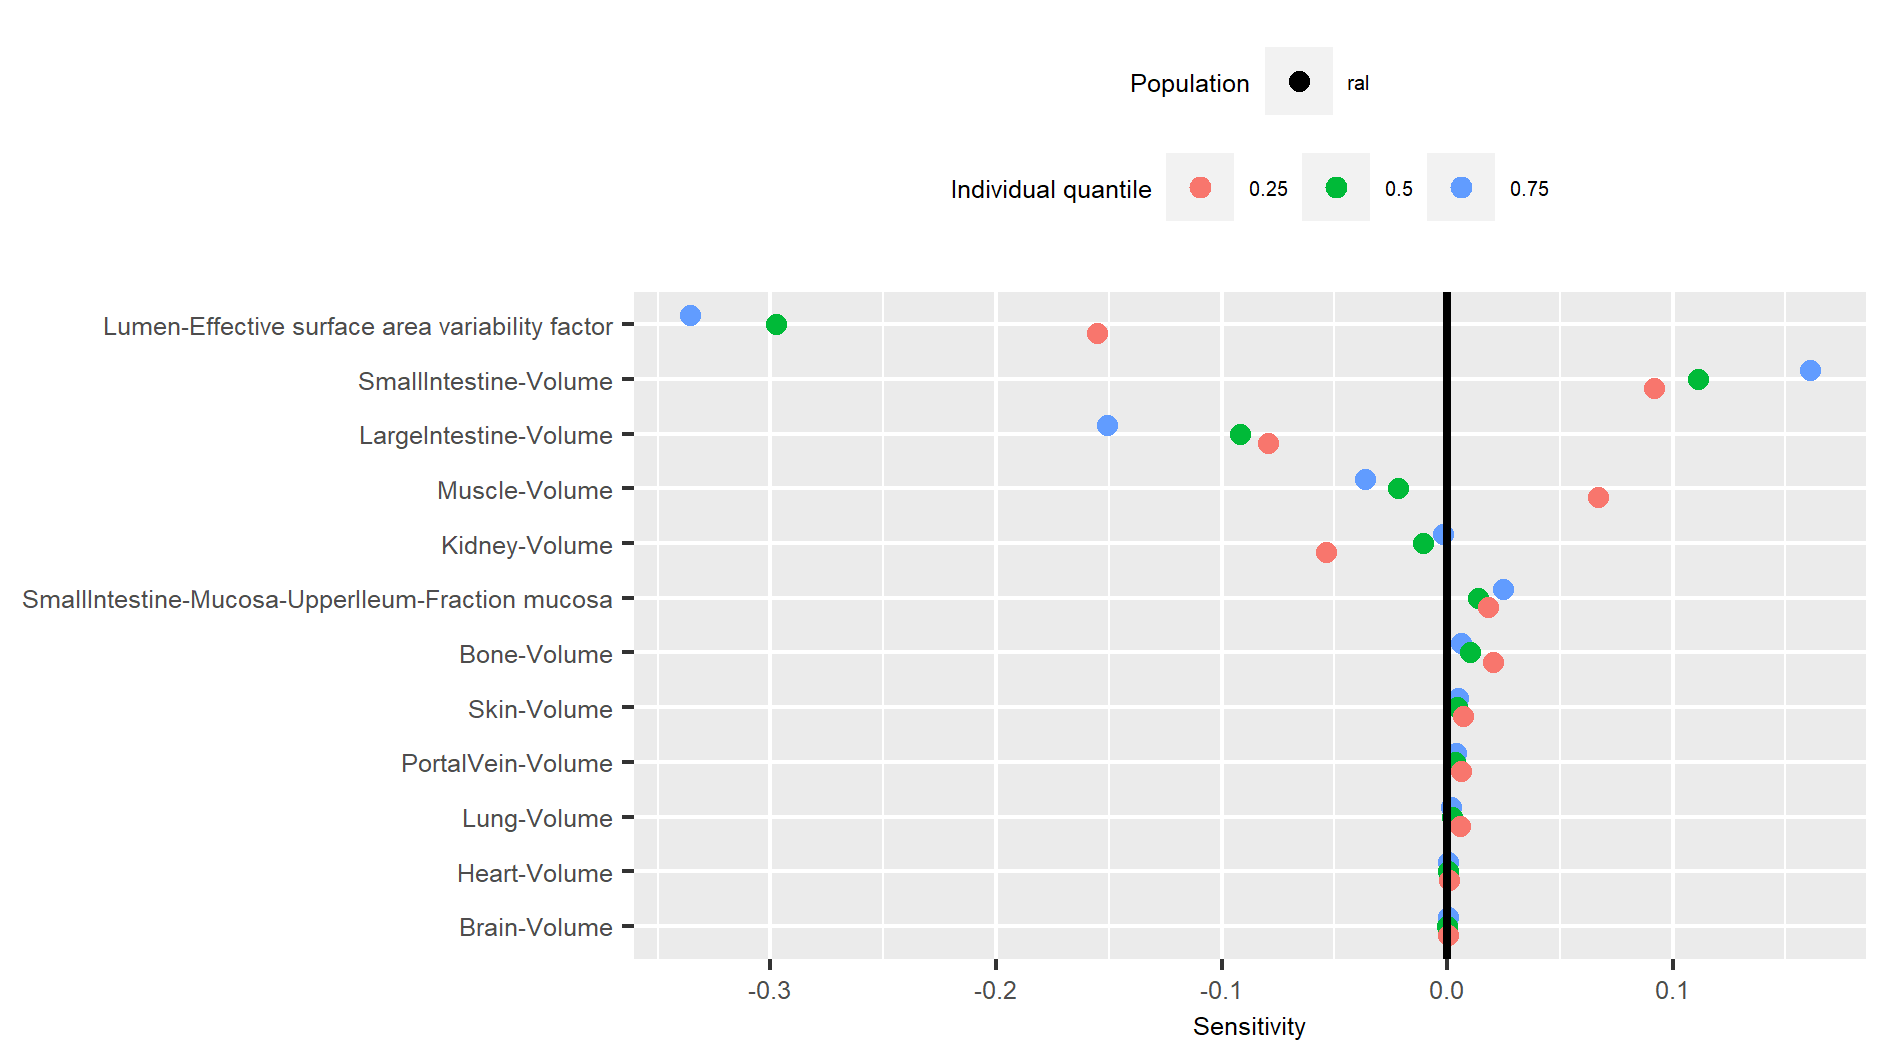 Population ral
Individual quantile 0.25 0.5 0.75
Lumen-Effective surface area variability factor
SmallIntestine-Volume
LargeIntestine-Volume
Muscle-Volume
Kidney-Volume
SmallIntestine-Mucosa-UpperIleum-Fraction mucosa
Bone-Volume
Skin-Volume
PortalVein-Volume
Lung-Volume
Heart-Volume
Brain-Volume
-0.3 -0.2 -0.1 0.0 0.1
Sensitivity